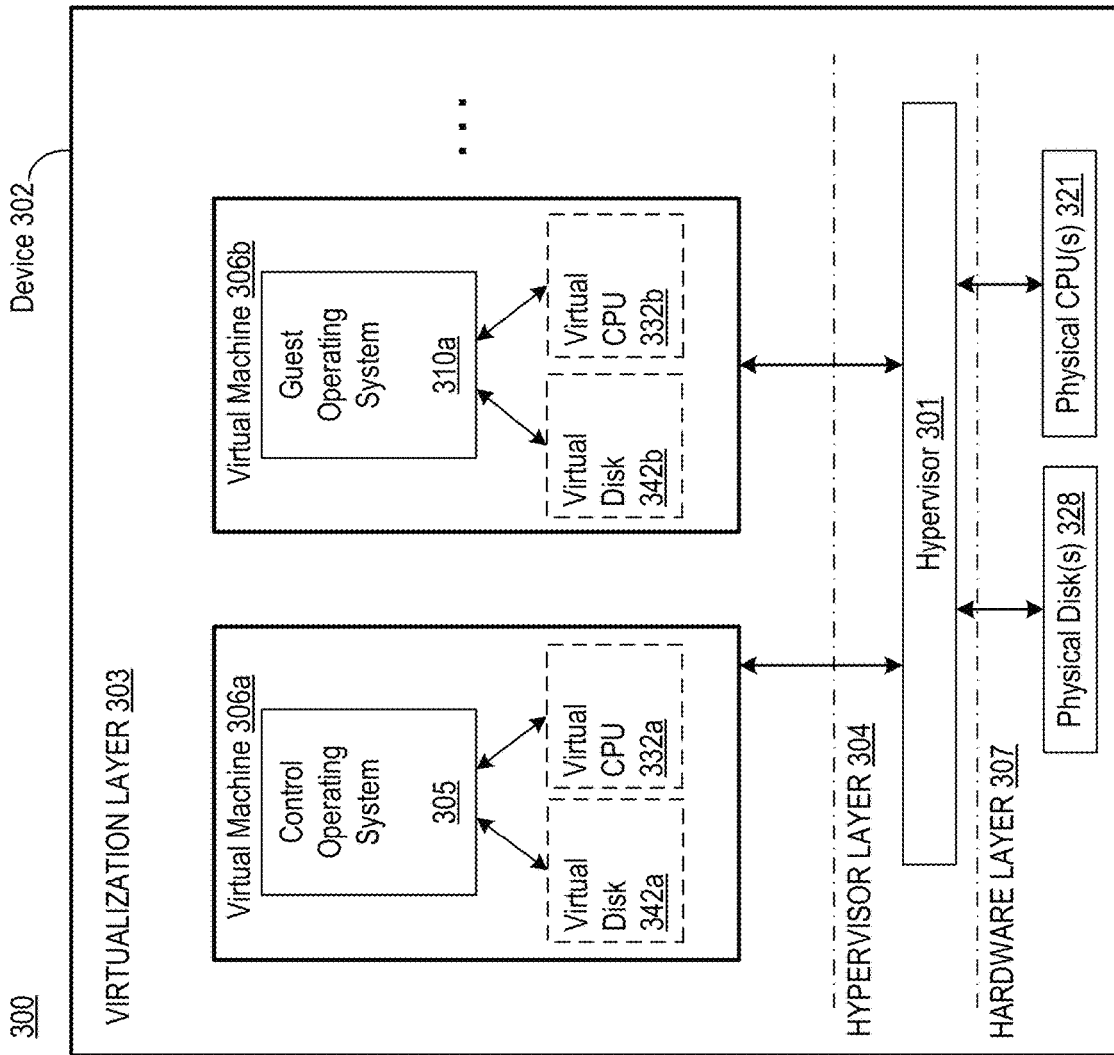 300
Device 302
VIRTUALIZATION LAYER 303
Virtual Machine 306a
Control
Operating
System
305
Virtual
Disk
342a
Virtual
CPU
332a
Virtual Machine 306b
Guest
Operating
System
310a
Virtual
Disk
342b
Virtual
CPU
332b
HYPERVISOR LAYER 304
Hypervisor 301
HARDWARE LAYER 307
Physical Disk(s) 328
Physical CPU(s) 321